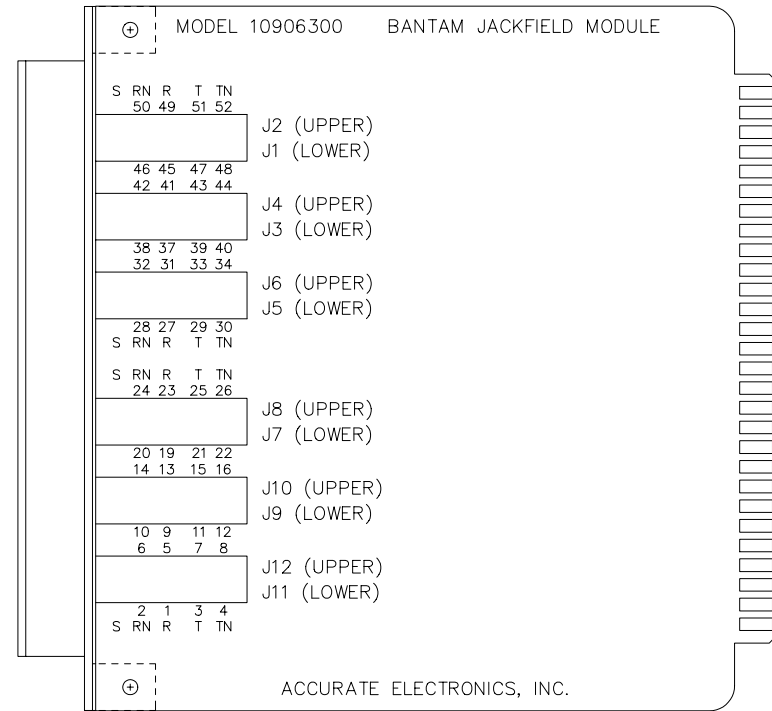 MODEL 10906300 BANTAM JACKFIELD MODULE
S RN R T TN
50 49 51 52
J2 (UPPER)
J1 (LOWER)
46 45 47 48
42 41 43 44
J4 (UPPER)
J3 (LOWER)
38 37 39 40
32 31 33 34
J6 (UPPER)
J5 (LOWER)
28 27 29 30
S RN R T TN
S RN R T TN
24 23 25 26
J8 (UPPER)
J7 (LOWER)
20 19 21 22
14 13 15 16
J10 (UPPER)
J9 (LOWER)
10 9 11 12
6 5 7 8
J12 (UPPER)
J11 (LOWER)
2 1 3 4
S RN R T TN
ACCURATE ELECTRONICS, INC.